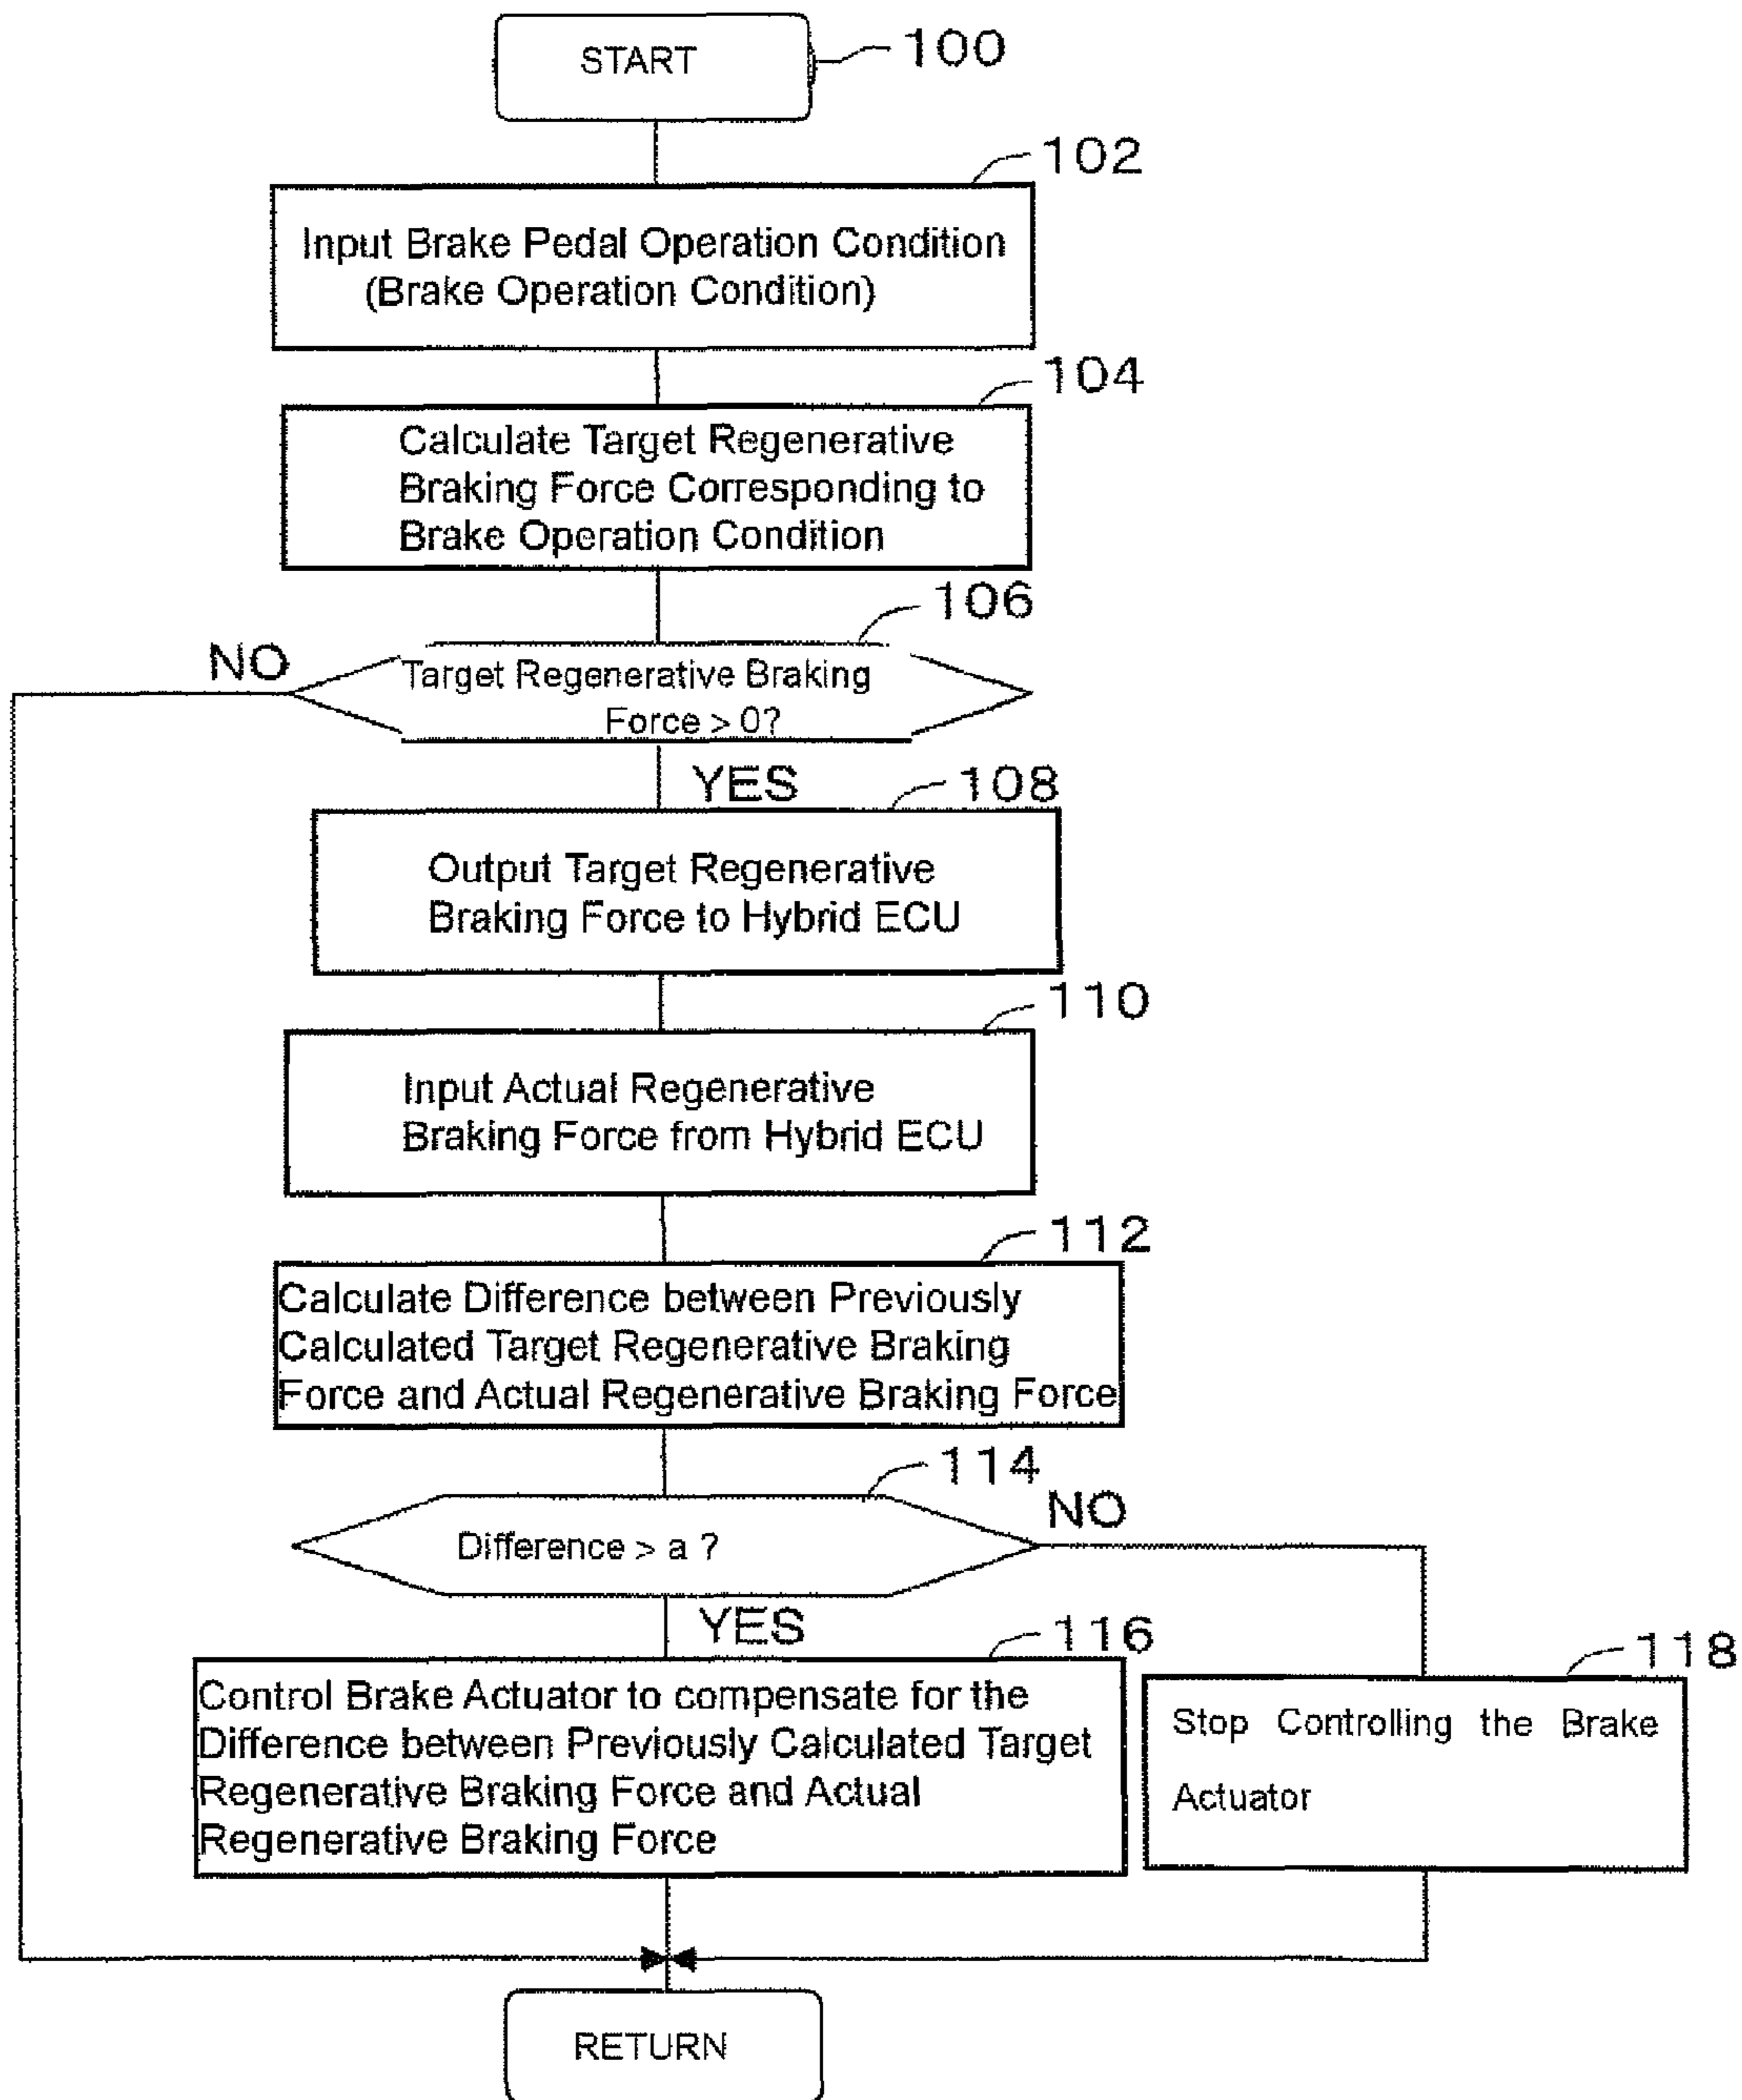 START
100
102
Input Brake Pedal Operation Condition
(Brake Operation Condition)
104
Calculate Target Regenerative
Braking Force Corresponding to
Brake Operation Condition
106
NO
Target Regenerative Braking
Force > 0?
YES
108
Output Target Regenerative
Braking Force to Hybrid ECU
110
Input Actual Regenerative
Braking Force from Hybrid ECU
112
Calculate Difference between Previously
Calculated Target Regenerative Braking
Force and Actual Regenerative Braking Force
114
NO
Difference > a ?
YES
116
Control Brake Actuator to compensate for the
Difference between Previously Calculated Target
Regenerative Braking Force and Actual
Regenerative Braking Force
118
Stop Controlling the Brake
Actuator
RETURN